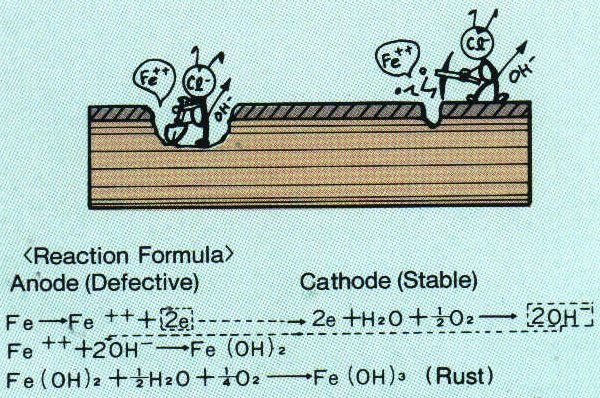 Fe++ Cl- OH- Fe++ Cl- OH-
<Reaction Formula>
Anode (Defective) Cathode (Stable)
Fe→Fe ++ + 2e → 2e + H₂O + ½O₂ → 2OH⁻
Fe ++ + 2OH⁻ → Fe (OH)₂
Fe (OH)₂ + ½H₂O + ¼O₂ → Fe (OH)₃ (Rust)